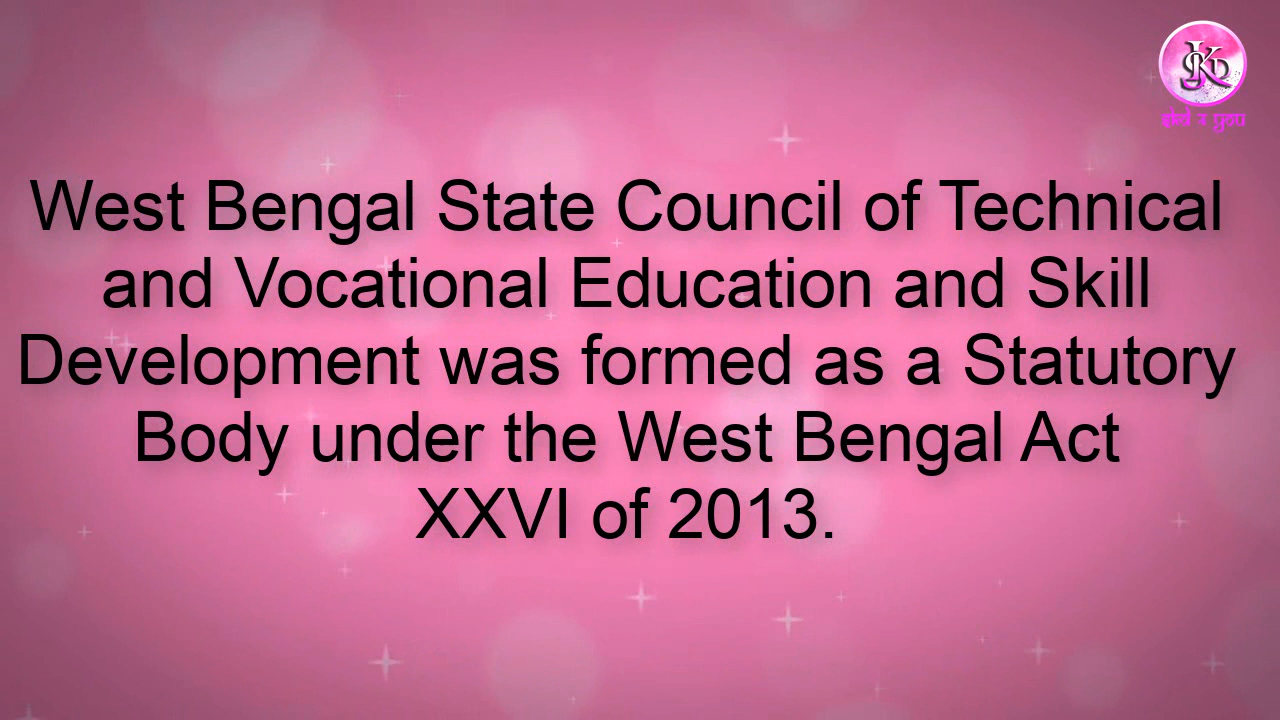 West Bengal State Council of Technical
and Vocational Education and Skill
Development was formed as a Statutory
Body under the West Bengal Act
XXVI of 2013.